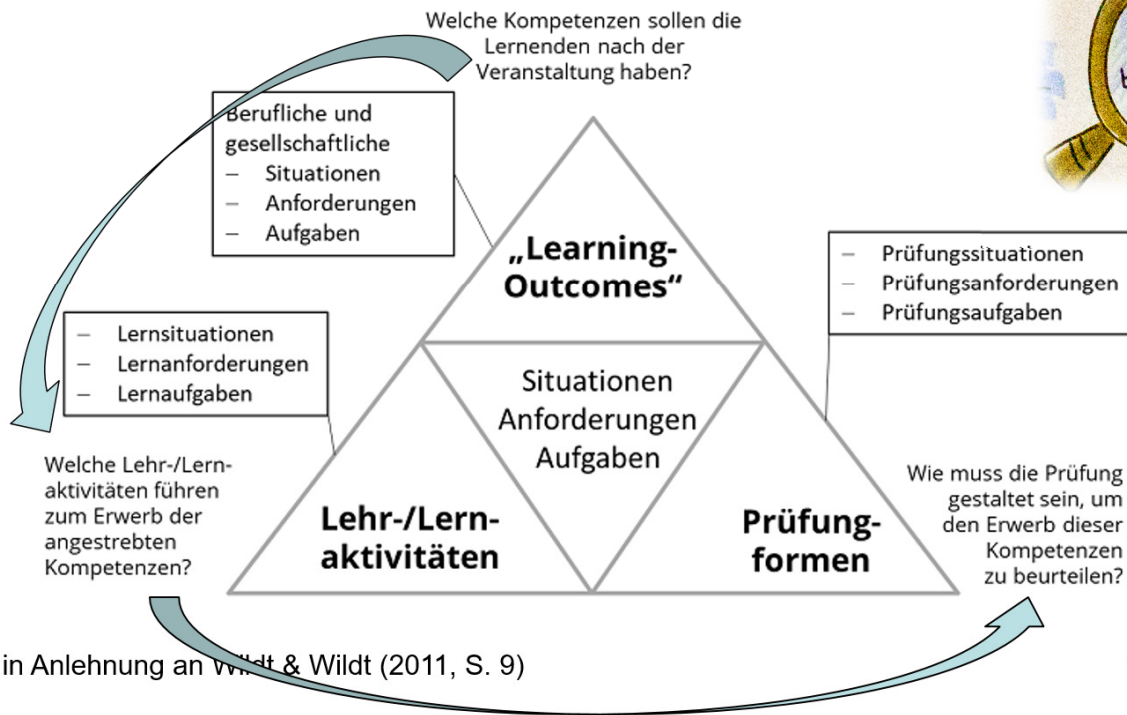 Welche Kompetenzen sollen die
Lernenden nach der
Veranstaltung haben?
Berufliche und
gesellschaftliche
– Situationen
– Anforderungen
– Aufgaben
„Learning-
Outcomes“
– Prüfungssituationen
– Prüfungsanforderungen
– Prüfungsaufgaben
– Lernsituationen
– Lernanforderungen
– Lernaufgaben
Situationen
Anforderungen
Aufgaben
Welche Lehr-/Lern-
aktivitäten führen
zum Erwerb der
angestrebten
Kompetenzen?
Lehr-/Lern-
aktivitäten
Prüfung-
formen
Wie muss die Prüfung
gestaltet sein, um
den Erwerb dieser
Kompetenzen
zu beurteilen?
in Anlehnung an Wildt & Wildt (2011, S. 9)